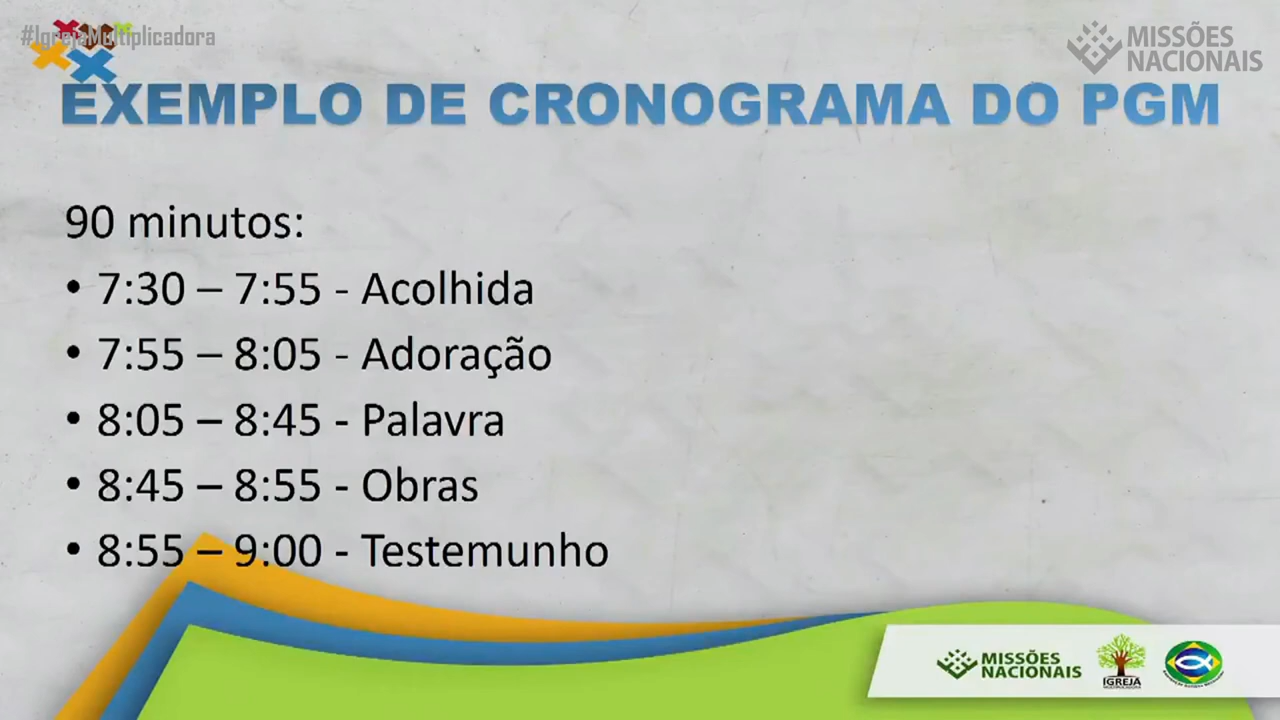 #IgrejaMultiplicadora
MISSÕES
NACIONAIS
EXEMPLO DE CRONOGRAMA DO PGM
90 minutos:
• 7:30 – 7:55 - Acolhida
• 7:55 – 8:05 - Adoração
• 8:05 – 8:45 - Palavra
• 8:45 – 8:55 - Obras
• 8:55 – 9:00 - Testemunho
MISSÕES
NACIONAIS
IGREJA
MULTIPLICADORA